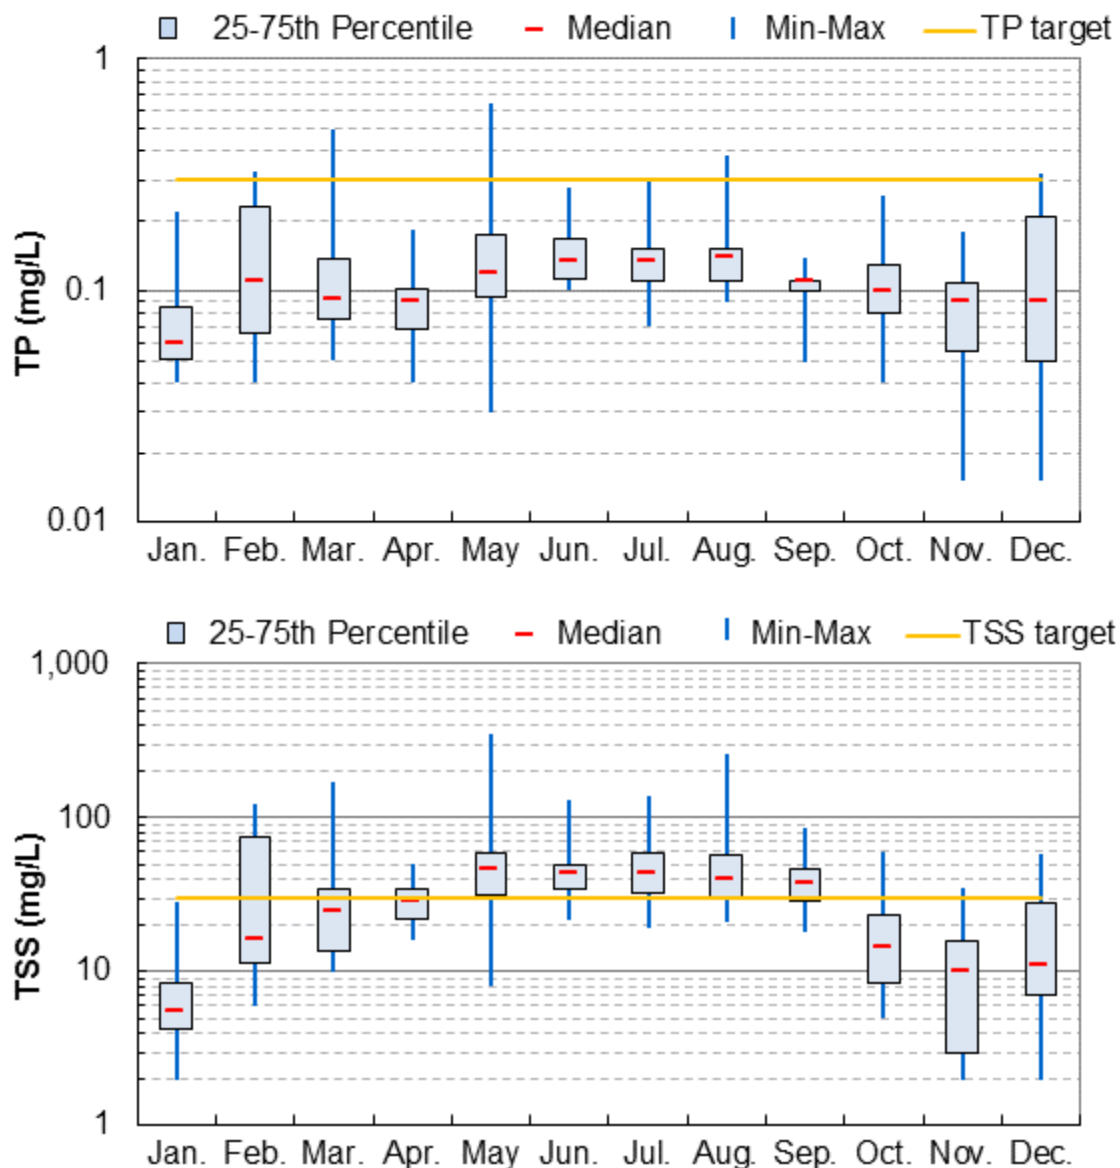 25-75th Percentile Median Min-Max TP target
1
0.1
0.01
TP (mg/L)
Jan. Feb. Mar. Apr. May Jun. Jul. Aug. Sep. Oct. Nov. Dec.
25-75th Percentile Median Min-Max TSS target
1,000
100
10
1
TSS (mg/L)
Jan. Feb. Mar. Apr. May Jun. Jul. Aug. Sep. Oct. Nov. Dec.